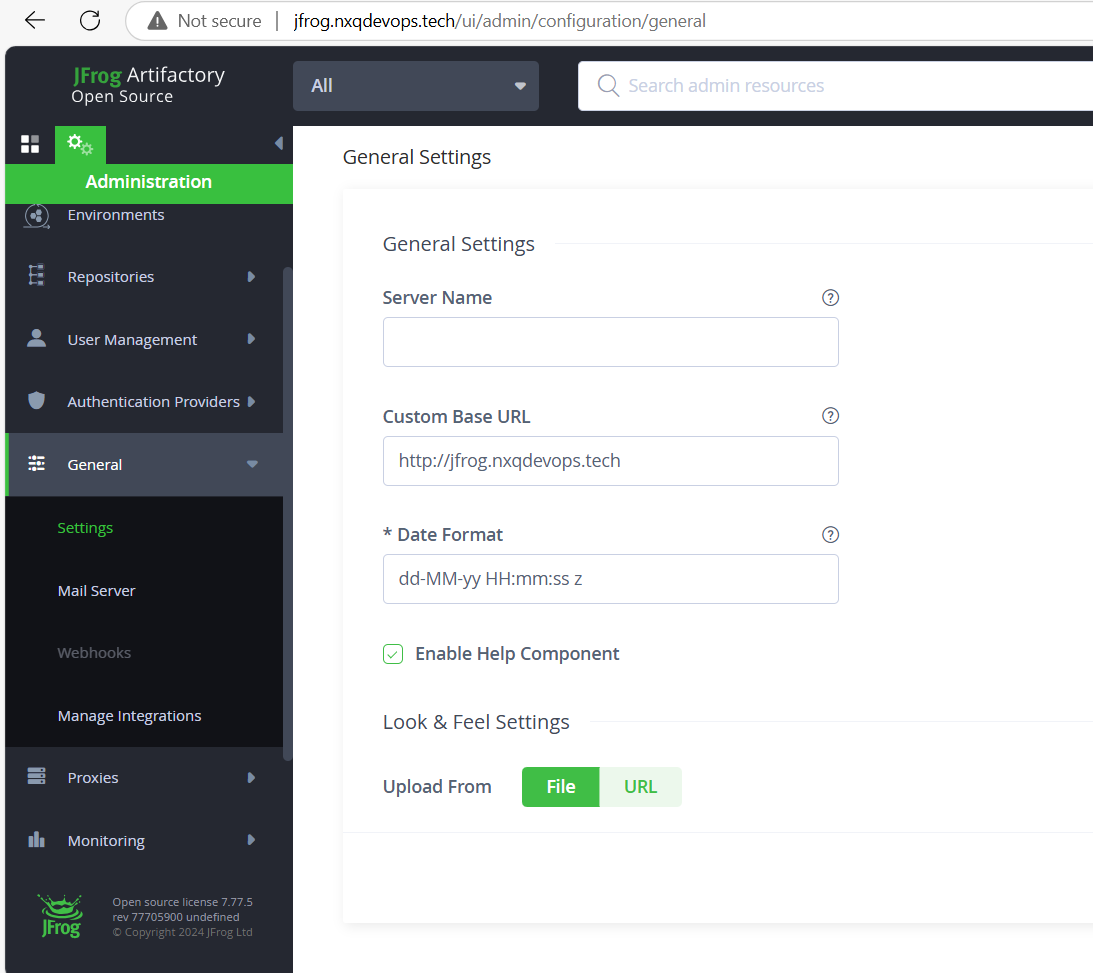 Not secure | jfrog.nxqdevops.tech/ui/admin/configuration/general
JFrog Artifactory
Open Source
All
Search admin resources
Administration
Environments
Repositories
User Management
Authentication Providers
General
Settings
Mail Server
Webhooks
Manage Integrations
Proxies
Monitoring
JFrog
Open source license 7.77.5
rev 77705900 undefined
© Copyright 2024 JFrog Ltd
General Settings
General Settings
Server Name
?
Custom Base URL
?
http://jfrog.nxqdevops.tech
* Date Format
?
dd-MM-yy HH:mm:ss z
Enable Help Component
Look & Feel Settings
Upload From File URL